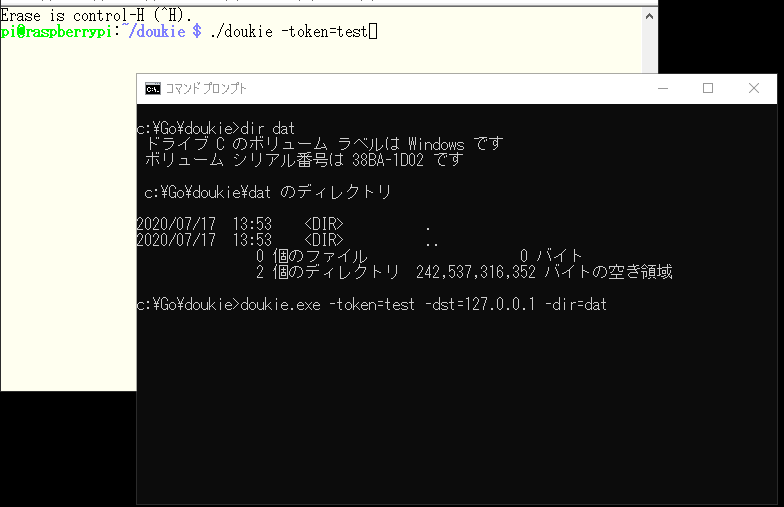 Erase is control-H (^H).
pi@raspberrypi:~/doukie $ ./doukie -token=test
コマンド プロンプト
c:¥Go¥doukie>dir dat
ドライブ C のボリューム ラベルは Windows です
ボリューム シリアル番号は 38BA-1D02 です
c:¥Go¥doukie¥dat のディレクトリ
2020/07/17  13:53    <DIR>          .
2020/07/17  13:53    <DIR>          ..
0 個のファイル                   0 バイト
2 個のディレクトリ  242,537,316,352 バイトの空き領域
c:¥Go¥doukie>doukie.exe -token=test -dst=127.0.0.1 -dir=dat